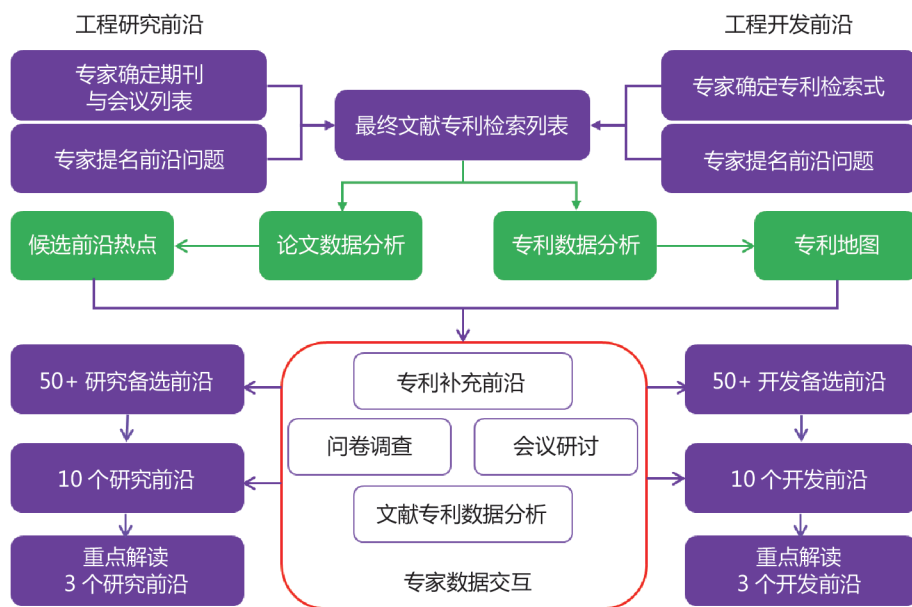 工程研究前沿
工程开发前沿
专家确定期刊
与会议列表
专家提名前沿问题
最终文献专利检索列表
专家确定专利检索式
专家提名前沿问题
候选前沿热点
论文数据分析
专利数据分析
专利地图
50+ 研究备选前沿
10 个研究前沿
重点解读
3 个研究前沿
专利补充前沿
问卷调查
会议研讨
文献专利数据分析
专家数据交互
50+ 开发备选前沿
10 个开发前沿
重点解读
3 个开发前沿